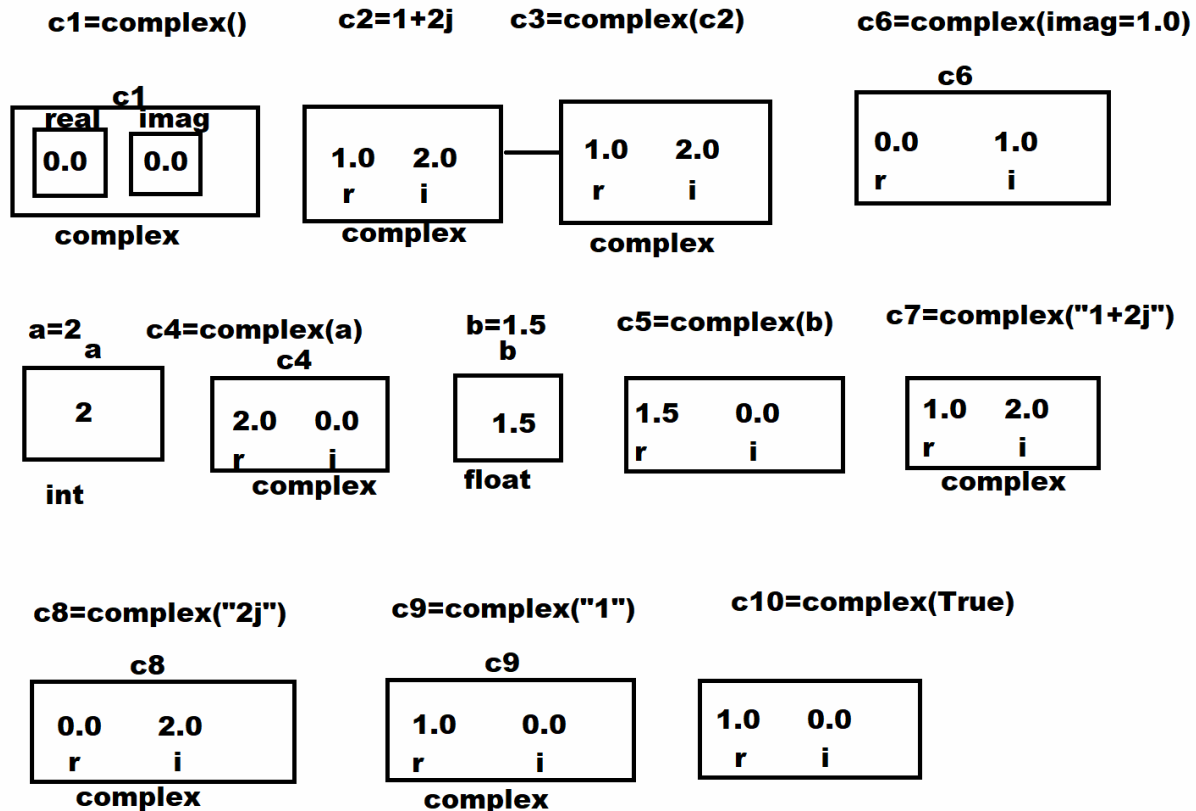 c1=complex() c2=1+2j c3=complex(c2) c6=complex(imag=1.0)
c1 c6
real imag
0.0 0.0 1.0 2.0 1.0 2.0 0.0 1.0
r i r i r i
complex complex complex
a=2 c4=complex(a) b=1.5 c5=complex(b) c7=complex("1+2j")
a c4 b
2 2.0 0.0 1.5 1.5 0.0 1.0 2.0
r i r i r i
int complex float complex
c8=complex("2j") c9=complex("1") c10=complex(True)
c8 c9
0.0 2.0 1.0 0.0 1.0 0.0
r i r i r i
complex complex